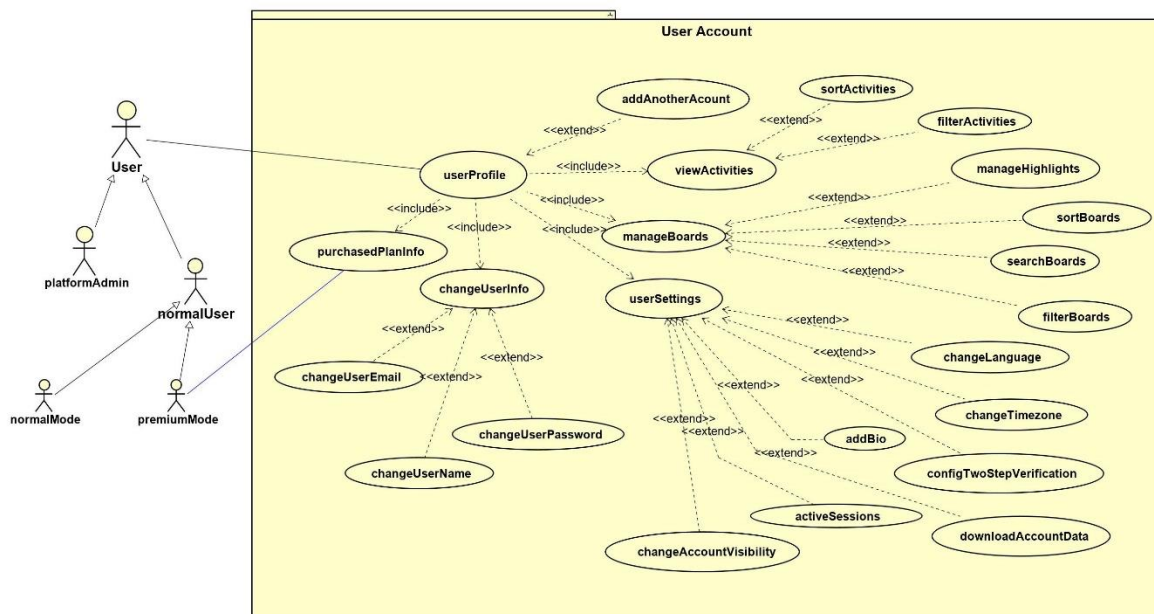 User Account
sortActivities
addAnotherAcount
<<extend>>
filterActivities
<<extend>>
<<extend>>
User
userProfile
<<include>>
viewActivities
manageHighlights
<<include>>
<<include>>
<<extend>>
sortBoards
<<include>>
<<include>>
manageBoards
<<extend>>
purchasedPlanInfo
<<extend>>
searchBoards
platformAdmin
changeUserInfo
userSettings
<<extend>>
filterBoards
normalUser
<<extend>>
<<extend>>
changeLanguage
<<extend>>
<<extend>>
changeUserEmail
<<extend>>
<<extend>>
<<extend>>
normalMode
premiumMode
changeTimezone
<<extend>>
<<extend>>
addBio
changeUserPassword
<<extend>>
changeUserName
configTwoStepVerification
activeSessions
downloadAccountData
changeAccountVisibility